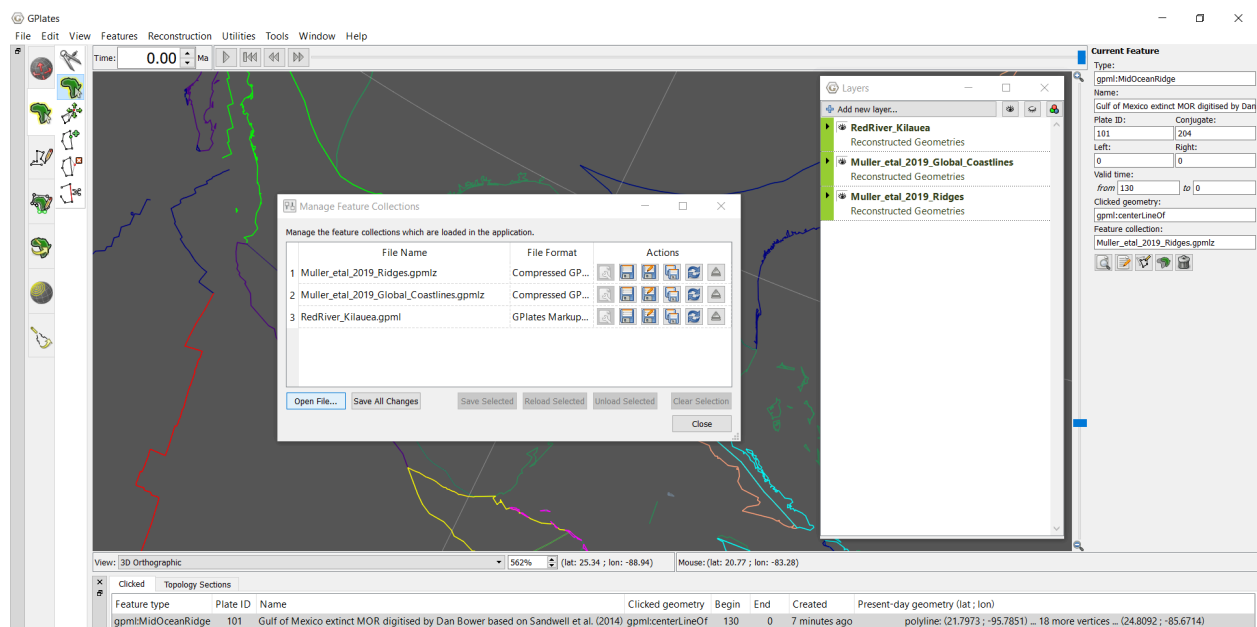 GPlates
File Edit View Features Reconstruction Utilities Tools Window Help
Time: 0.00 Ma
Current Feature
Type:
gpml:MidOceanRidge
Name:
Gulf of Mexico extinct MOR digitised by Dan
Plate ID: Conjugate:
101 204
Left: Right:
0 0
Valid time:
from 130 to 0
Clicked geometry:
gpml:centerLineOf
Feature collection:
Muller_etal_2019_Ridges.gpmlz
Layers
Add new layer...
RedRiver_Kilauea
Reconstructed Geometries
Muller_etal_2019_Global_Coastlines
Reconstructed Geometries
Muller_etal_2019_Ridges
Reconstructed Geometries
Manage Feature Collections
Manage the feature collections which are loaded in the application.
File Name File Format Actions
1 Muller_etal_2019_Ridges.gpmlz Compressed GP...
2 Muller_etal_2019_Global_Coastlines.gpmlz Compressed GP...
3 RedRiver_Kilauea.gpml GPlates Markup...
Open File... Save All Changes Save Selected Reload Selected Unload Selected Clear Selection
Close
View: 3D Orthographic 562% (lat: 25.34 ; lon: -88.94) Mouse: (lat: 20.77 ; lon: -83.28)
Clicked Topology Sections
Feature type Plate ID Name Clicked geometry Begin End Created Present-day geometry (lat ; lon)
gpml:MidOceanRidge 101 Gulf of Mexico extinct MOR digitised by Dan Bower based on Sandwell et al. (2014) gpml:centerLineOf 130 0 7 minutes ago polyline: (21.7973 ; -95.7851) ... 18 more vertices ... (24.8092 ; -85.6714)